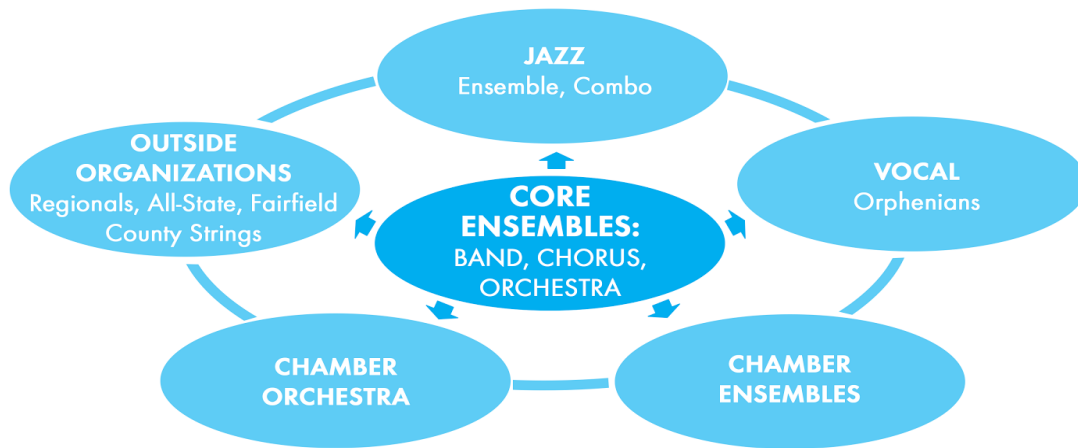 JAZZ
Ensemble, Combo
OUTSIDE
ORGANIZATIONS
Regionals, All-State, Fairfield
County Strings
VOCAL
Orphenians
CORE
ENSEMBLES:
BAND, CHORUS,
ORCHESTRA
CHAMBER
ORCHESTRA
CHAMBER
ENSEMBLES